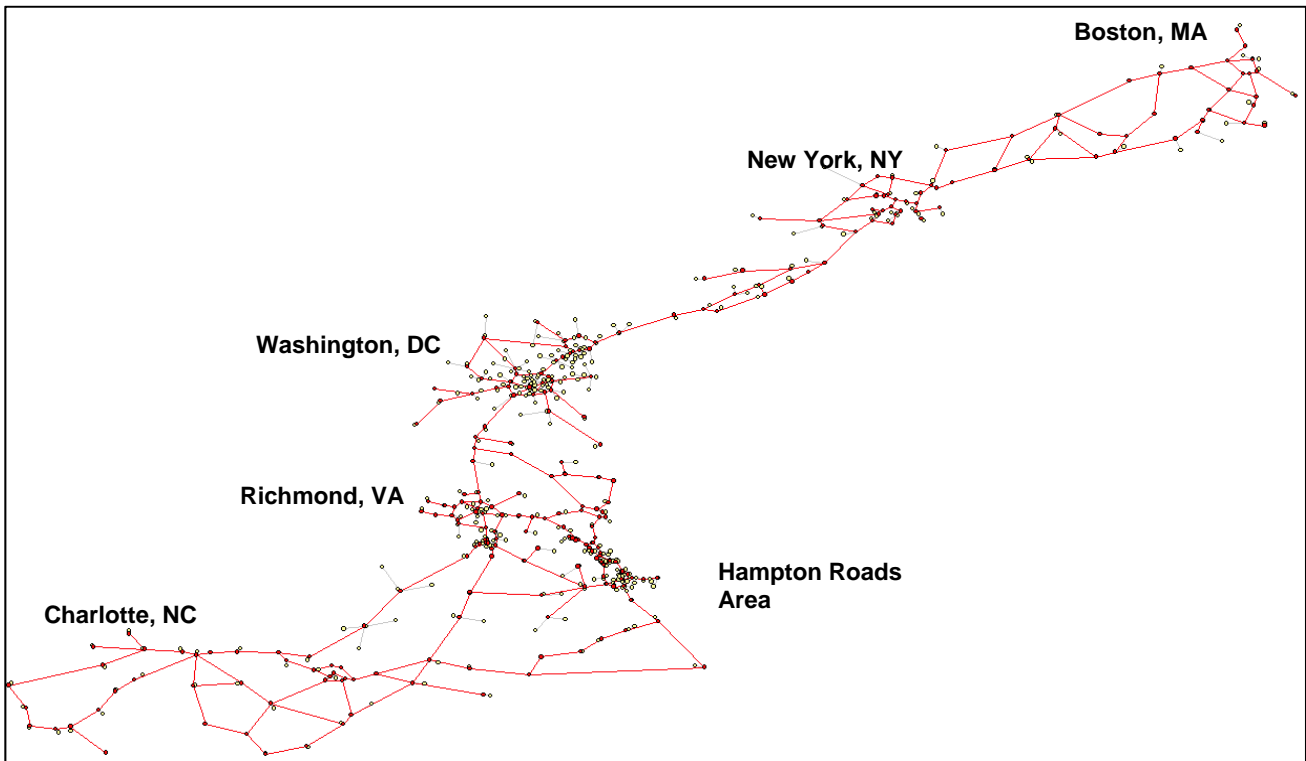 Boston, MA
New York, NY
Washington, DC
Richmond, VA
Hampton Roads
Area
Charlotte, NC